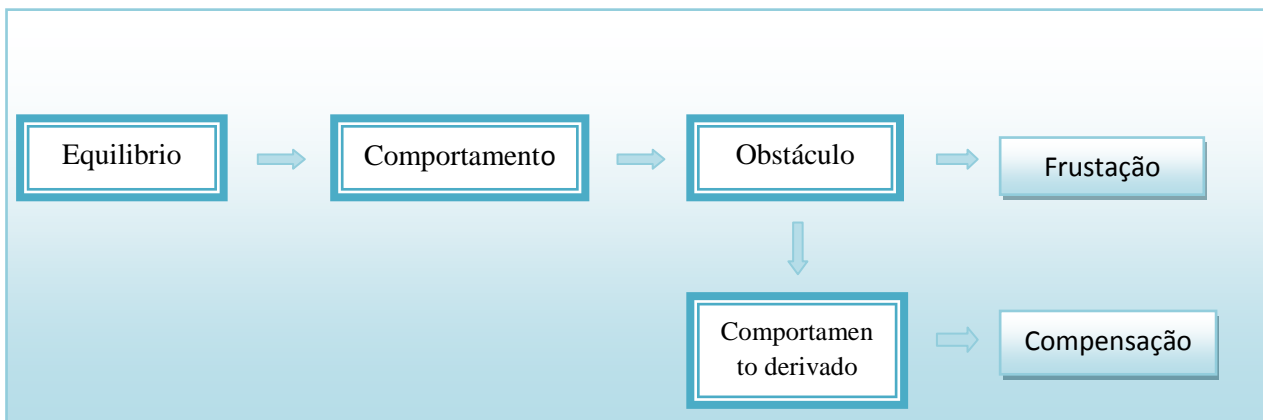 Equilibrio
Comportamento
Obstáculo
Frustação
Comportamen
to derivado
Compensação